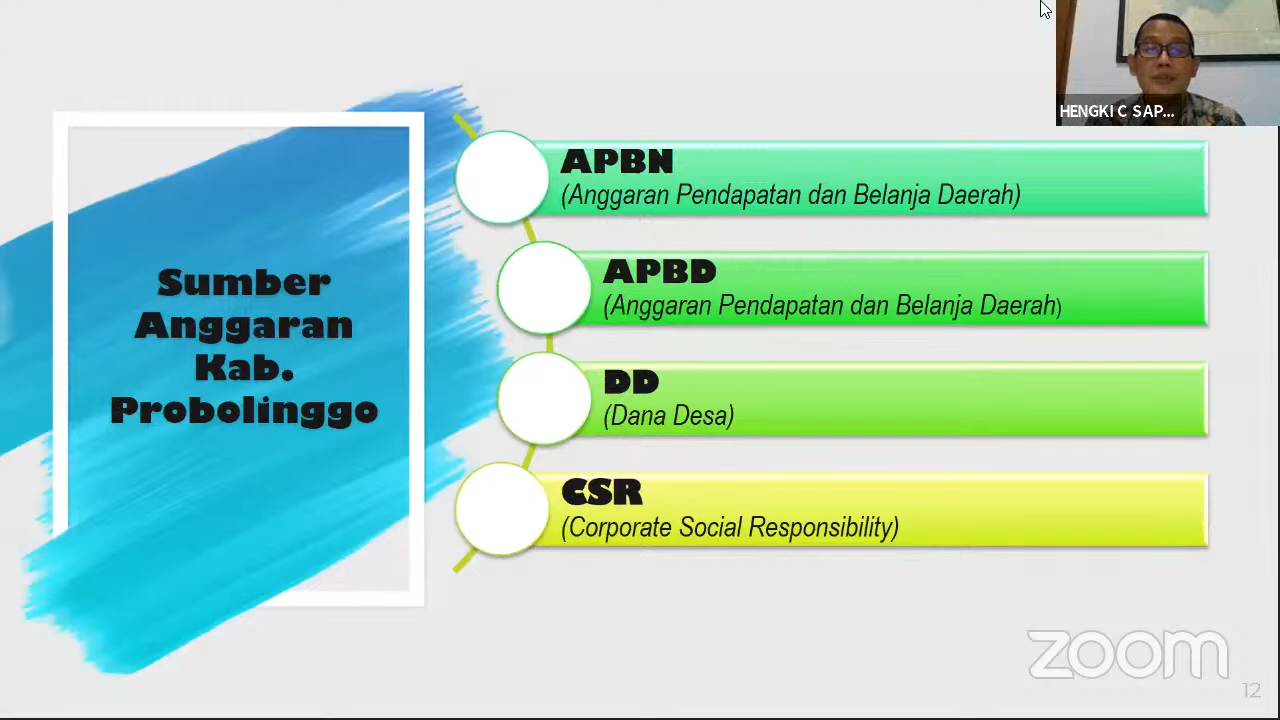 HENGKI C SAP...
Sumber
Anggaran
Kab.
Probolinggo
APBN
(Anggaran Pendapatan dan Belanja Daerah)
APBD
(Anggaran Pendapatan dan Belanja Daerah)
DD
(Dana Desa)
CSR
(Corporate Social Responsibility)
zoom
12